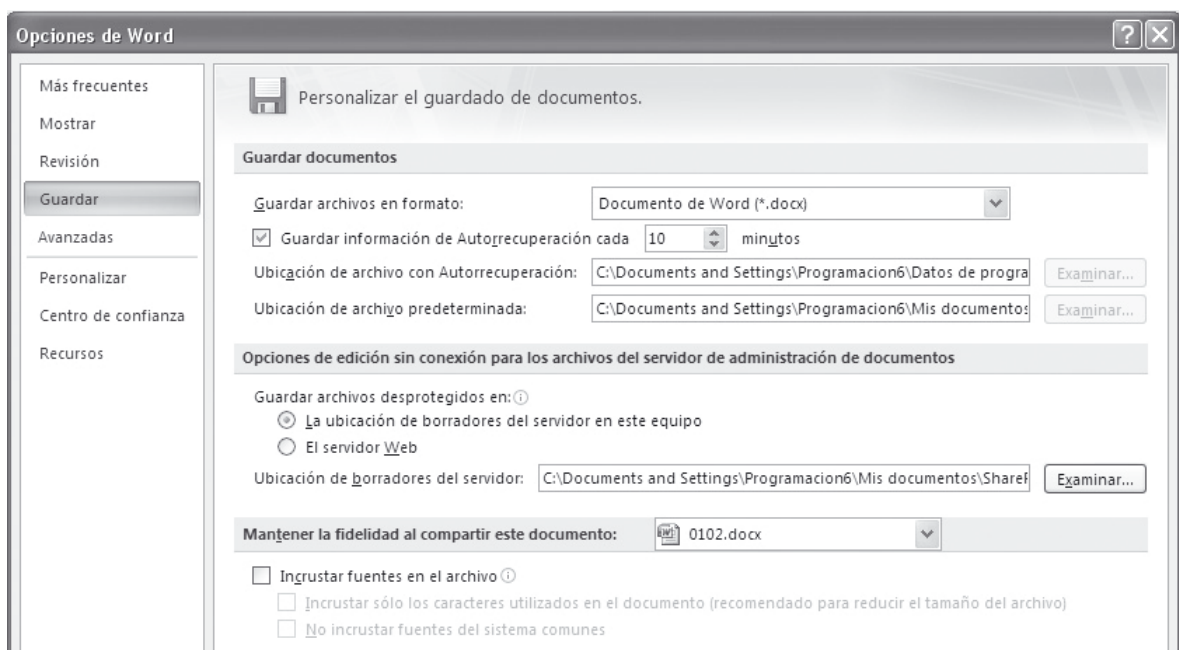 Opciones de Word
Más frecuentes
Mostrar
Revisión
Guardar
Avanzadas
Personalizar
Centro de confianza
Recursos
Personalizar el guardado de documentos.
Guardar documentos
Guardar archivos en formato: Documento de Word (*.docx)
Guardar información de Autorrecuperación cada 10 minutos
Ubicación de archivo con Autorrecuperación: C:\Documents and Settings\Programacion6\Datos de progra Examinar...
Ubicación de archivo predeterminada: C:\Documents and Settings\Programacion6\Mis documentos Examinar...
Opciones de edición sin conexión para los archivos del servidor de administración de documentos
Guardar archivos desprotegidos en:
La ubicación de borradores del servidor en este equipo
El servidor Web
Ubicación de borradores del servidor: C:\Documents and Settings\Programacion6\Mis documentos\Share Examinar...
Mantener la fidelidad al compartir este documento: 0102.docx
Incrustar fuentes en el archivo
Incrustar sólo los caracteres utilizados en el documento (recomendado para reducir el tamaño del archivo)
No incrustar fuentes del sistema comunes